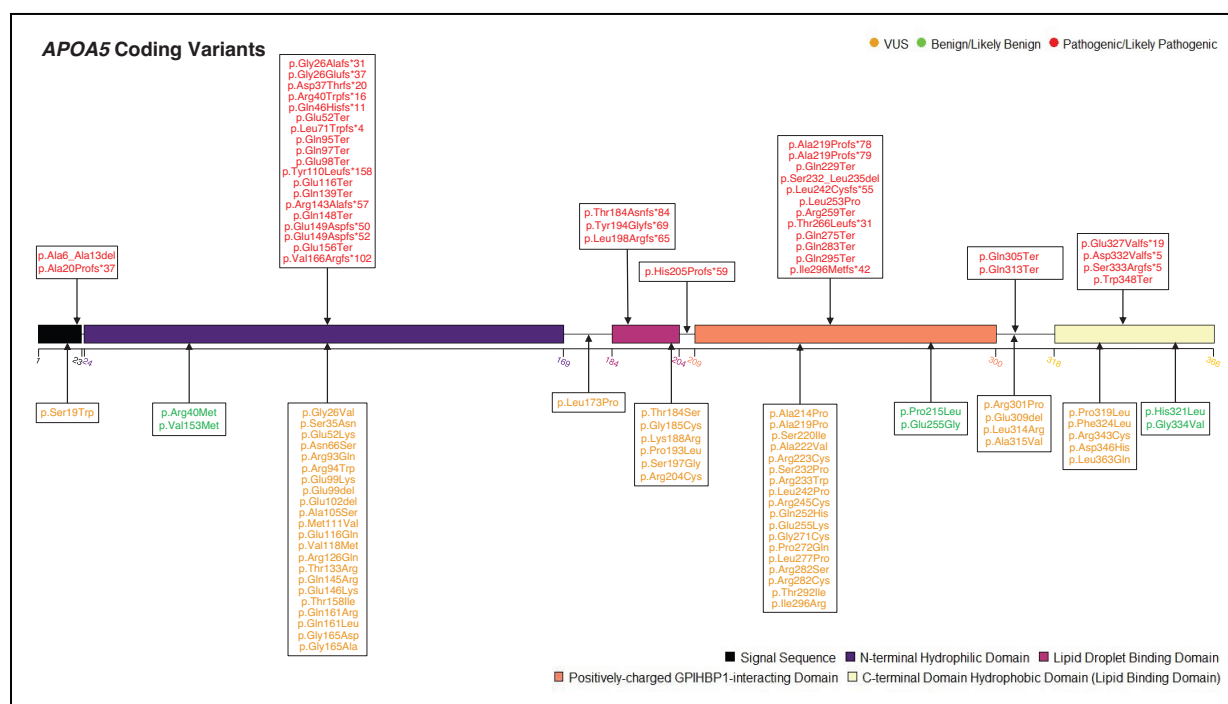 APOA5 Coding Variants
VUS
Benign/Likely Benign
Pathogenic/Likely Pathogenic
p.Gly26Alafs*31
p.Gly26Glufs*37
p.Asp37Thrfs*20
p.Arg40Trpfs*16
p.Gln46Hisfs*11
p.Glu52Ter
p.Leu71Trpfs*4
p.Gln95Ter
p.Gln97Ter
p.Glu98Ter
p.Tyr110Leufs*158
p.Glu116Ter
p.Gln139Ter
p.Arg143Alafs*57
p.Gln148Ter
p.Glu149Aspfs*50
p.Glu149Aspfs*52
p.Glu156Ter
p.Val166Argfs*102
p.Ala219Profs*78
p.Ala219Profs*79
p.Gln229Ter
p.Ser232_Leu235del
p.Leu242Cysfs*55
p.Leu253Pro
p.Arg259Ter
p.Thr266Leufs*31
p.Gln275Ter
p.Gln283Ter
p.Gln295Ter
p.Ile296Metfs*42
p.Thr184Asnfs*84
p.Tyr194Glyfs*69
p.Leu198Argfs*65
p.Ala6_Ala13del
p.Ala20Profs*37
p.His205Profs*59
p.Gln305Ter
p.Gln313Ter
p.Glu327Valfs*19
p.Asp332Valfs*5
p.Ser333Argfs*5
p.Trp348Ter
1
23
24
169
184
204
209
300
316
366
p.Ser19Trp
p.Arg40Met
p.Val153Met
p.Gly26Val
p.Ser35Asn
p.Glu52Lys
p.Asn66Ser
p.Arg93Gln
p.Arg94Trp
p.Glu99Lys
p.Glu99del
p.Glu102del
p.Ala105Ser
p.Met111Val
p.Glu116Gln
p.Val118Met
p.Arg126Gln
p.Thr133Arg
p.Gln145Arg
p.Glu146Lys
p.Thr158Ile
p.Gln161Arg
p.Gln161Leu
p.Gly165Asp
p.Gly165Ala
p.Leu173Pro
p.Thr184Ser
p.Gly185Cys
p.Lys188Arg
p.Pro193Leu
p.Ser197Gly
p.Arg204Cys
p.Ala214Pro
p.Ala219Pro
p.Ser220Ile
p.Ala222Val
p.Arg223Cys
p.Ser232Pro
p.Arg233Trp
p.Leu242Pro
p.Arg245Cys
p.Gln252His
p.Glu255Lys
p.Gly271Cys
p.Pro272Gln
p.Leu277Pro
p.Arg282Ser
p.Arg282Cys
p.Thr292Ile
p.Ile296Arg
p.Pro215Leu
p.Glu255Gly
p.Arg301Pro
p.Glu309del
p.Leu314Arg
p.Ala315Val
p.Pro319Leu
p.Phe324Leu
p.Arg343Cys
p.Asp346His
p.Leu363Gln
p.His321Leu
p.Gly334Val
Signal Sequence
N-terminal Hydrophilic Domain
Lipid Droplet Binding Domain
Positively-charged GPIHBP1-interacting Domain
C-terminal Domain Hydrophobic Domain (Lipid Binding Domain)